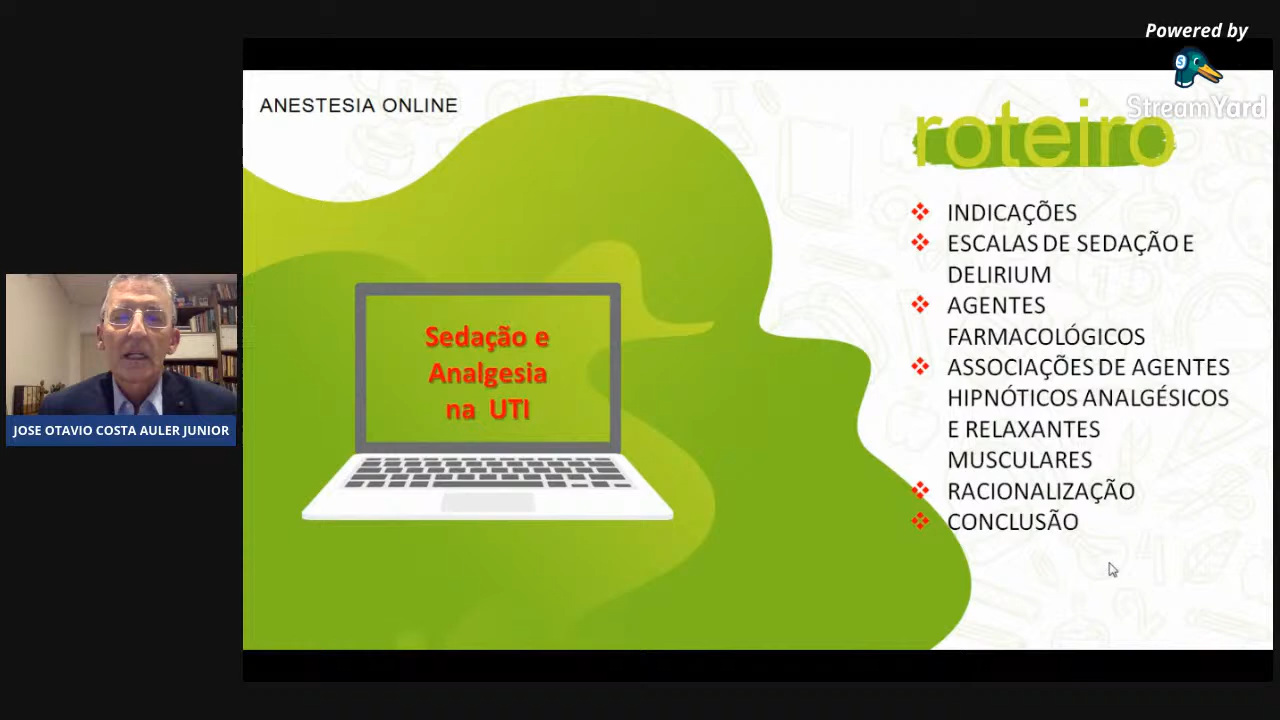 Powered by
StreamYard
ANESTESIA ONLINE
roteiro
INDICAÇÕES
ESCALAS DE SEDAÇÃO E
DELIRIUM
AGENTES
FARMACOLÓGICOS
ASSOCIAÇÕES DE AGENTES
HIPNÓTICOS ANALGÉSICOS
E RELAXANTES
MUSCULARES
RACIONALIZAÇÃO
CONCLUSÃO
Sedação e
Analgesia
na UTI
JOSE OTAVIO COSTA AULER JUNIOR